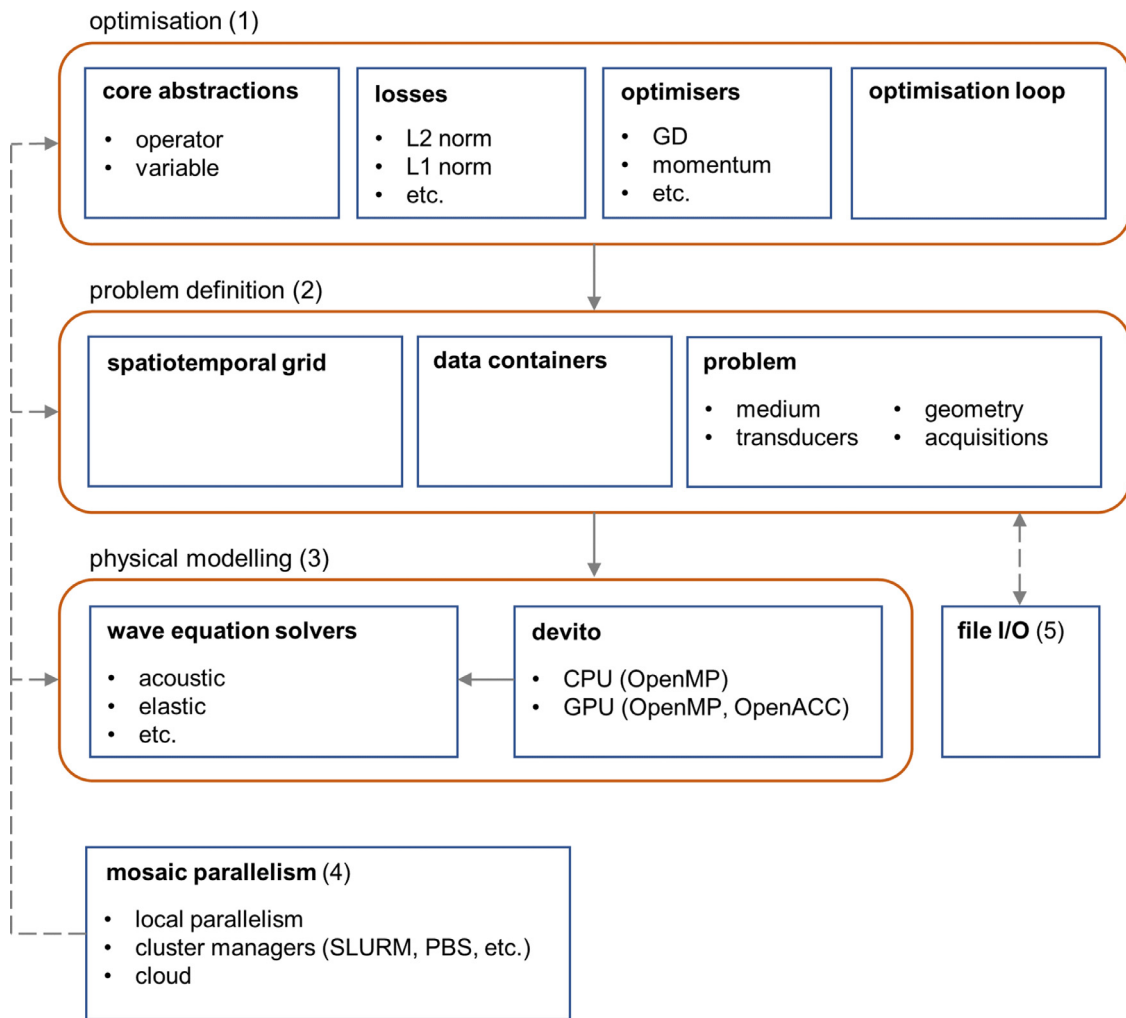 optimisation (1)
core abstractions
• operator
• variable
losses
• L2 norm
• L1 norm
• etc.
optimisers
• GD
• momentum
• etc.
optimisation loop
problem definition (2)
spatiotemporal grid
data containers
problem
• medium
• transducers
• geometry
• acquisitions
physical modelling (3)
wave equation solvers
• acoustic
• elastic
• etc.
devito
• CPU (OpenMP)
• GPU (OpenMP, OpenACC)
file I/O (5)
mosaic parallelism (4)
• local parallelism
• cluster managers (SLURM, PBS, etc.)
• cloud